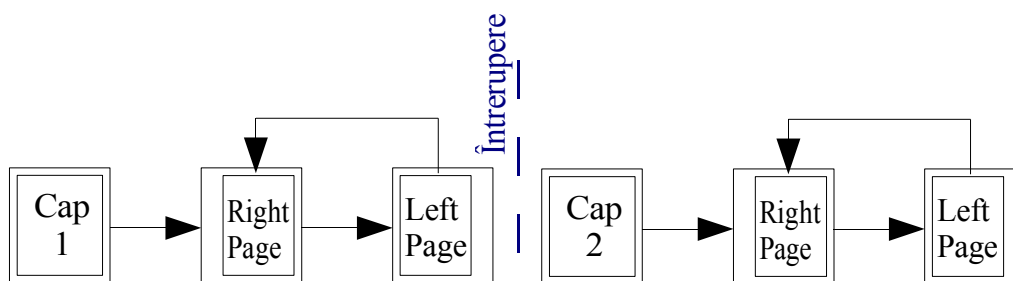 Cap
1
Right
Page
Left
Page
Întrerupere
Cap
2
Right
Page
Left
Page